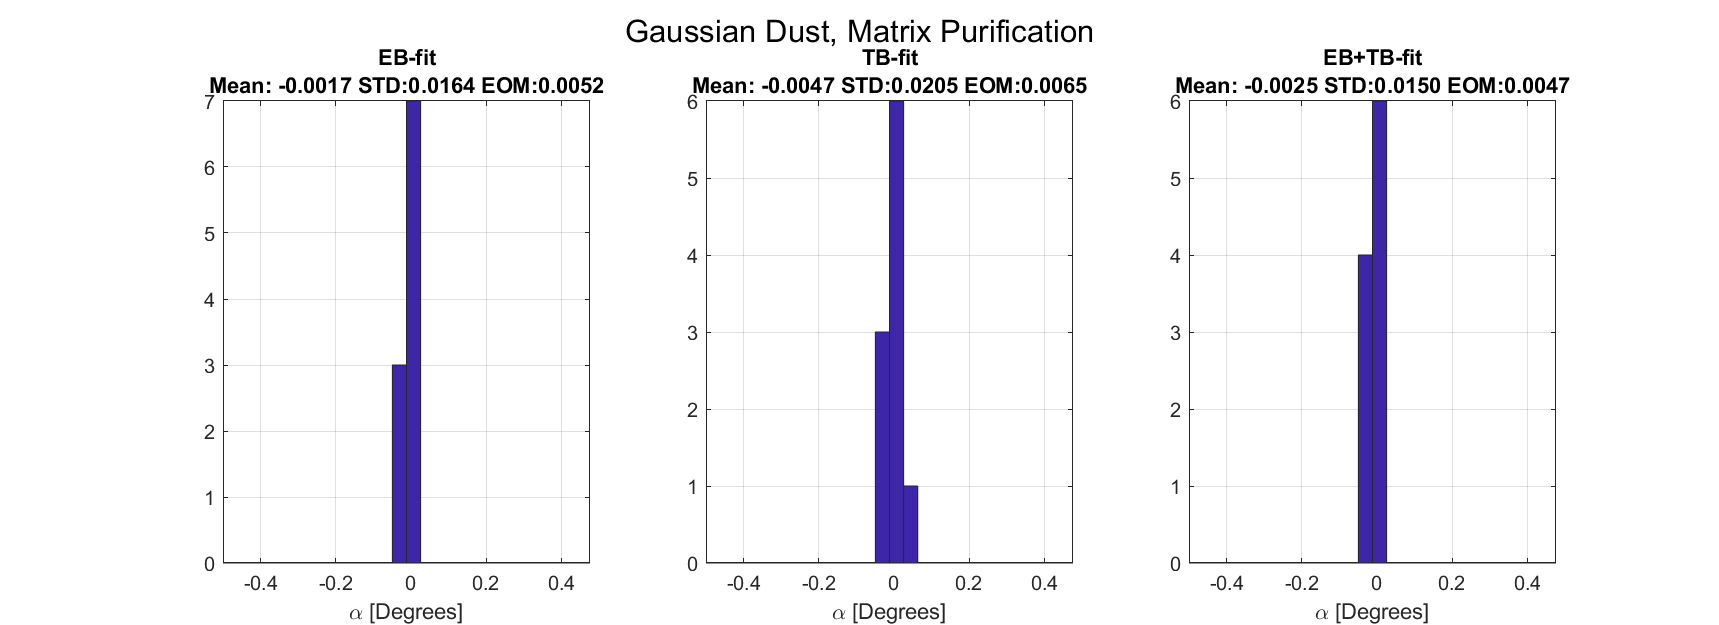 Gaussian Dust, Matrix Purification
EB-fit
Mean: -0.0017 STD:0.0164 EOM:0.0052
7
6
5
4
3
2
1
0
-0.4 -0.2 0 0.2 0.4
α [Degrees]
TB-fit
Mean: -0.0047 STD:0.0205 EOM:0.0065
6
5
4
3
2
1
0
-0.4 -0.2 0 0.2 0.4
α [Degrees]
EB+TB-fit
Mean: -0.0025 STD:0.0150 EOM:0.0047
6
5
4
3
2
1
0
-0.4 -0.2 0 0.2 0.4
α [Degrees]